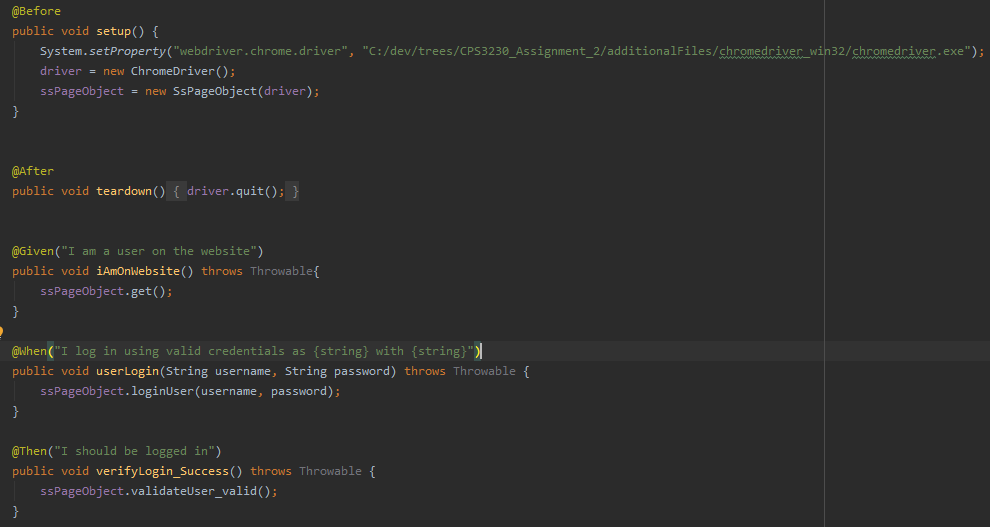 @Before
public void setup() {
System.setProperty("webdriver.chrome.driver", "C:/dev/trees/CPS3230_Assignment_2/additionalFiles/chromedriver_win32/chromedriver.exe");
driver = new ChromeDriver();
ssPageObject = new SsPageObject(driver);
}
@After
public void teardown() { driver.quit(); }
@Given("I am a user on the website")
public void iAmOnWebsite() throws Throwable{
ssPageObject.get();
}
@When("I log in using valid credentials as {string} with {string}")
public void userLogin(String username, String password) throws Throwable {
ssPageObject.loginUser(username, password);
}
@Then("I should be logged in")
public void verifyLogin_Success() throws Throwable {
ssPageObject.validateUser_valid();
}